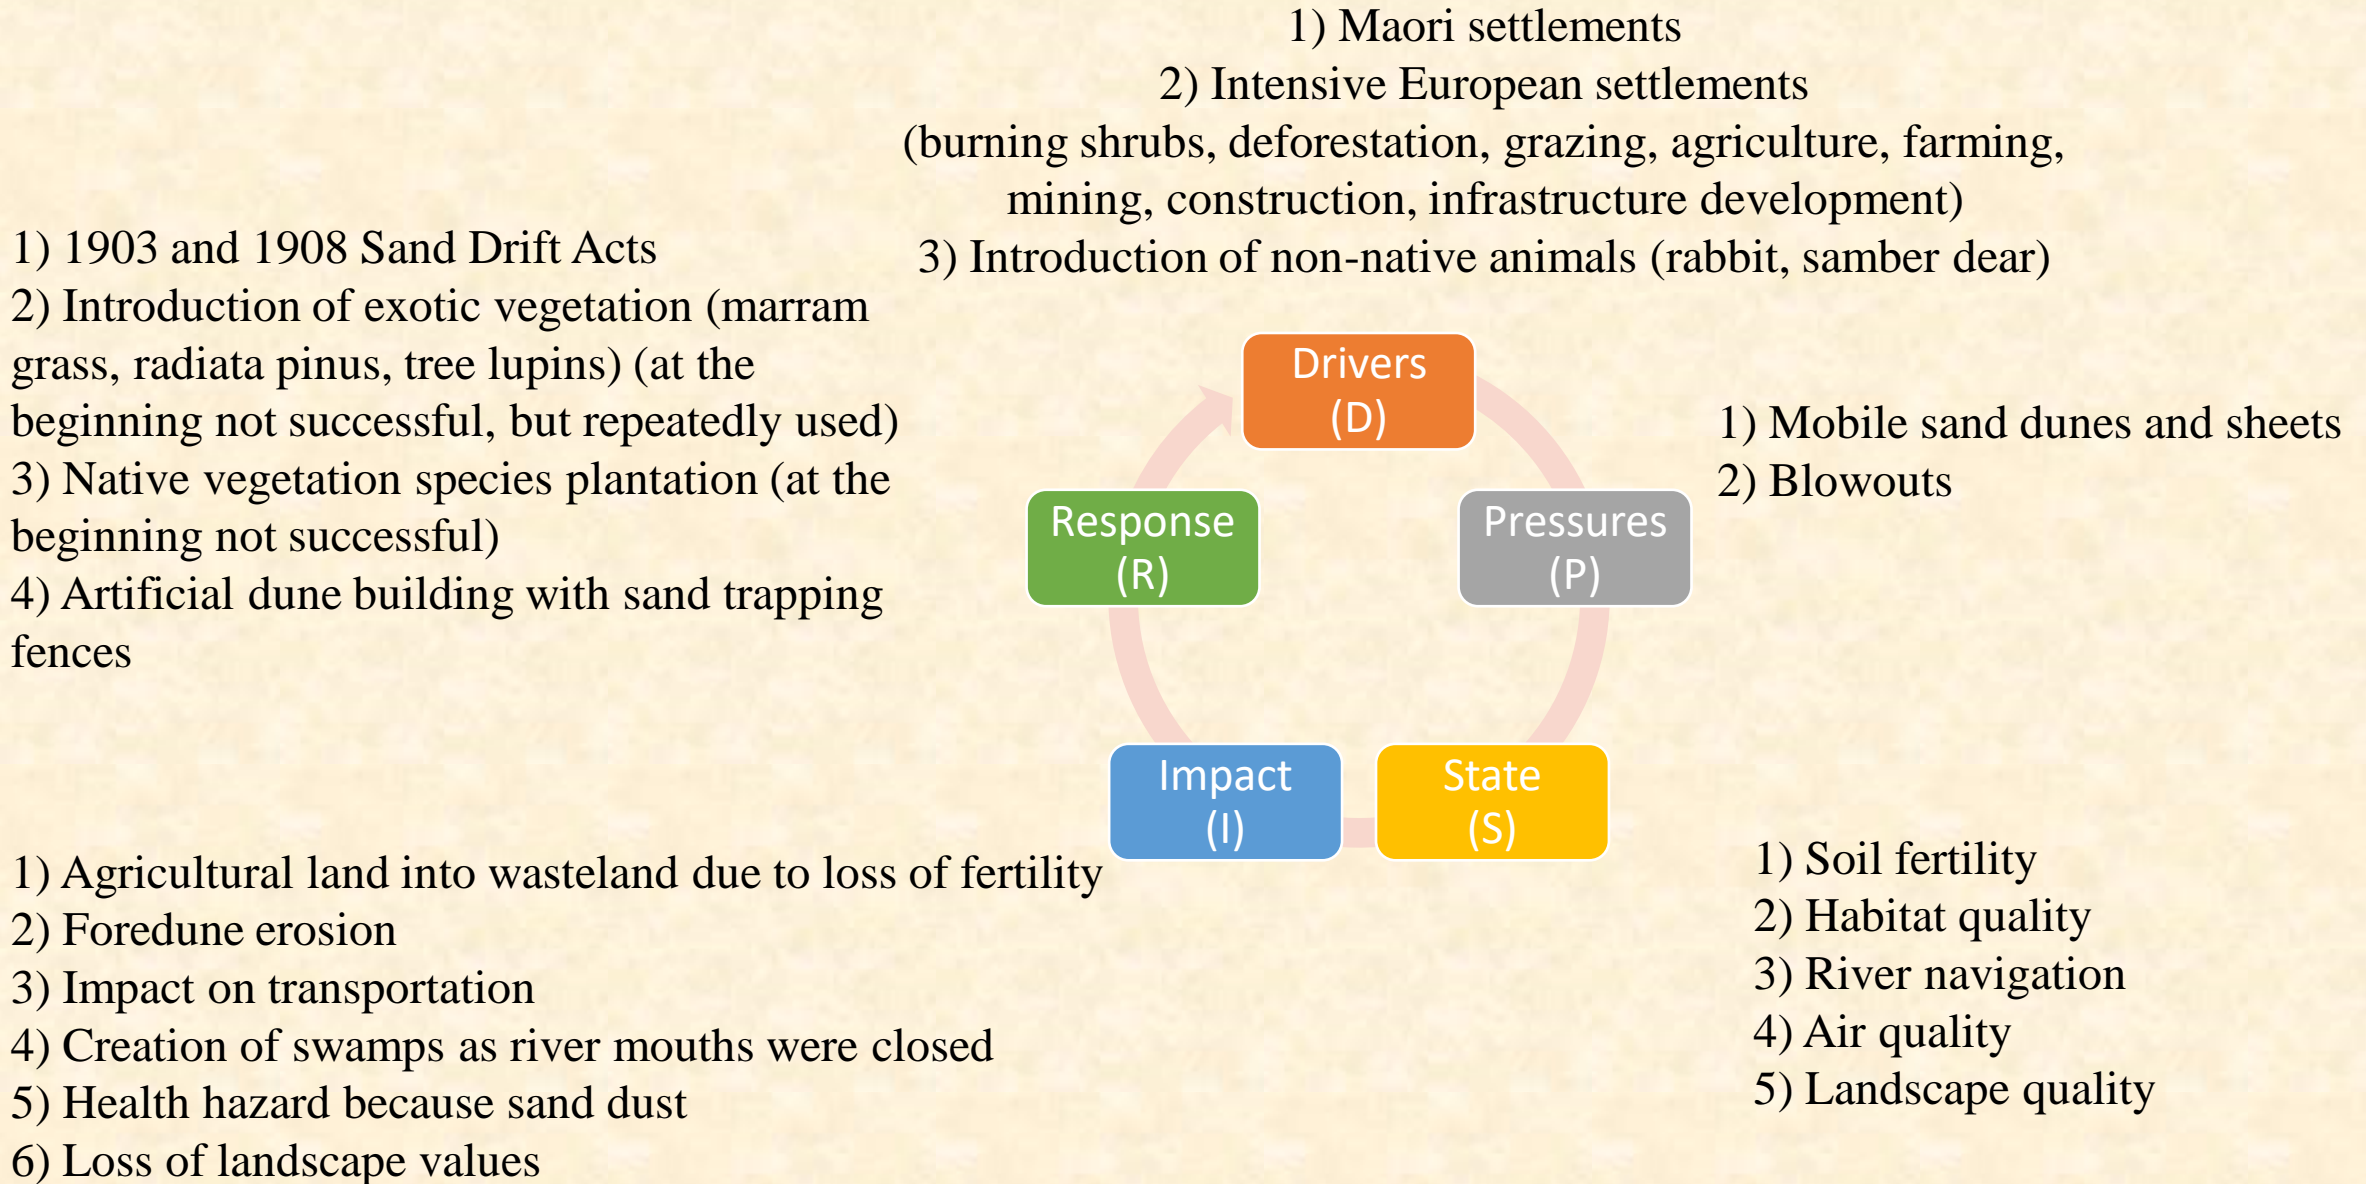 1) Maori settlements
2) Intensive European settlements
(burning shrubs, deforestation, grazing, agriculture, farming,
mining, construction, infrastructure development)
3) Introduction of non-native animals (rabbit, samber dear)
1) 1903 and 1908 Sand Drift Acts
2) Introduction of exotic vegetation (marram
grass, radiata pinus, tree lupins) (at the
beginning not successful, but repeatedly used)
3) Native vegetation species plantation (at the
beginning not successful)
4) Artificial dune building with sand trapping
fences
Drivers
(D)
1) Mobile sand dunes and sheets
2) Blowouts
Response
(R)
Pressures
(P)
Impact
(I)
State
(S)
1) Agricultural land into wasteland due to loss of fertility
2) Foredune erosion
3) Impact on transportation
4) Creation of swamps as river mouths were closed
5) Health hazard because sand dust
6) Loss of landscape values
1) Soil fertility
2) Habitat quality
3) River navigation
4) Air quality
5) Landscape quality